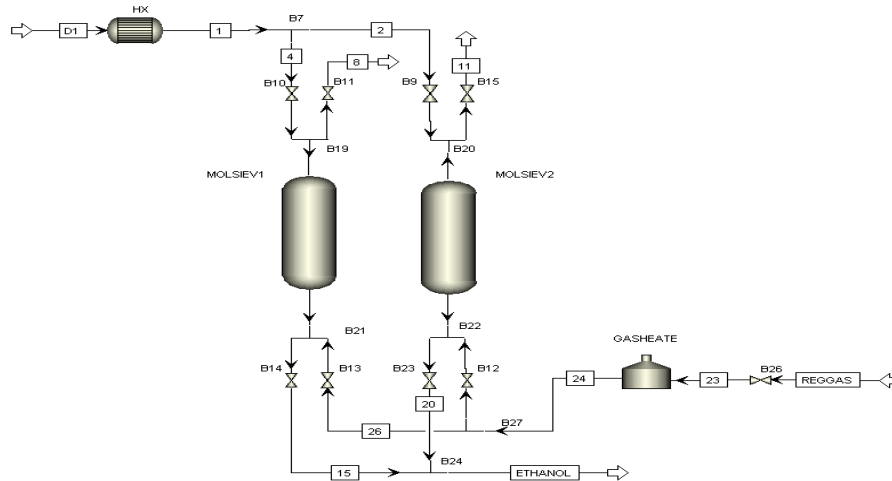 HX
D1
1
B7
2
4
8
11
B10
B11
B9
B15
B19
B20
MOLSIEV1
MOLSIEV2
B21
B22
GASHEATE
B14
B13
B23
B12
24
23
B26
REGGAS
20
26
B27
B24
15
ETHANOL